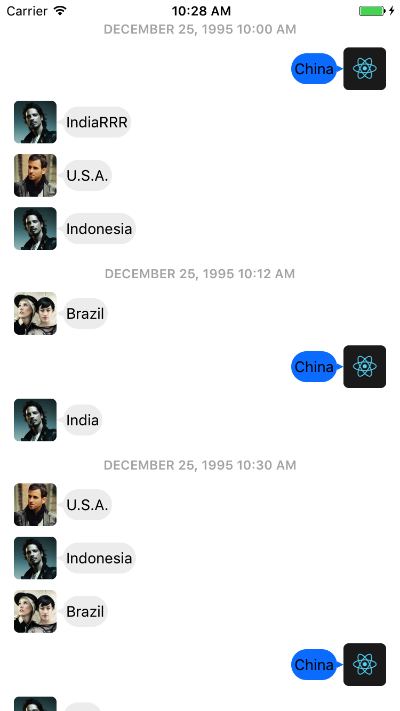 Carrier 10:28 AM
DECEMBER 25, 1995 10:00 AM
China
IndiaRRR
U.S.A.
Indonesia
DECEMBER 25, 1995 10:12 AM
Brazil
China
India
DECEMBER 25, 1995 10:30 AM
U.S.A.
Indonesia
Brazil
China